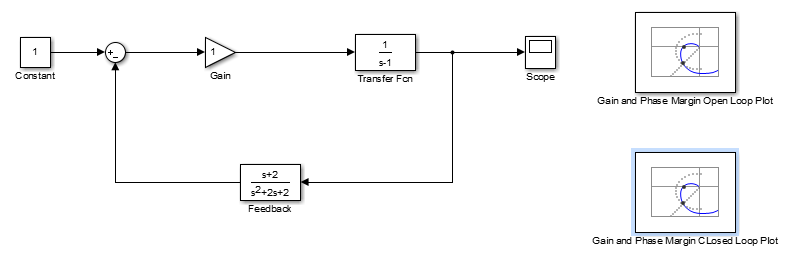 1
Constant
+
−
1
Gain
1
s-1
Transfer Fcn
Scope
s+2
s²+2s+2
Feedback
Gain and Phase Margin Open Loop Plot
Gain and Phase Margin CLosed Loop Plot